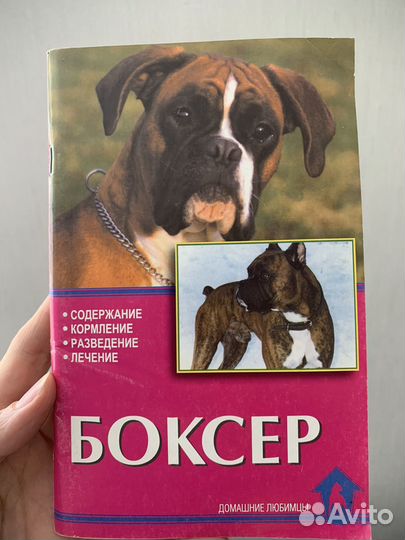 • СОДЕРЖАНИЕ
• КОРМЛЕНИЕ
• РАЗВЕДЕНИЕ
• ЛЕЧЕНИЕ
БОКСЕР
ДОМАШНИЕ ЛЮБИМЦЫ
Avito